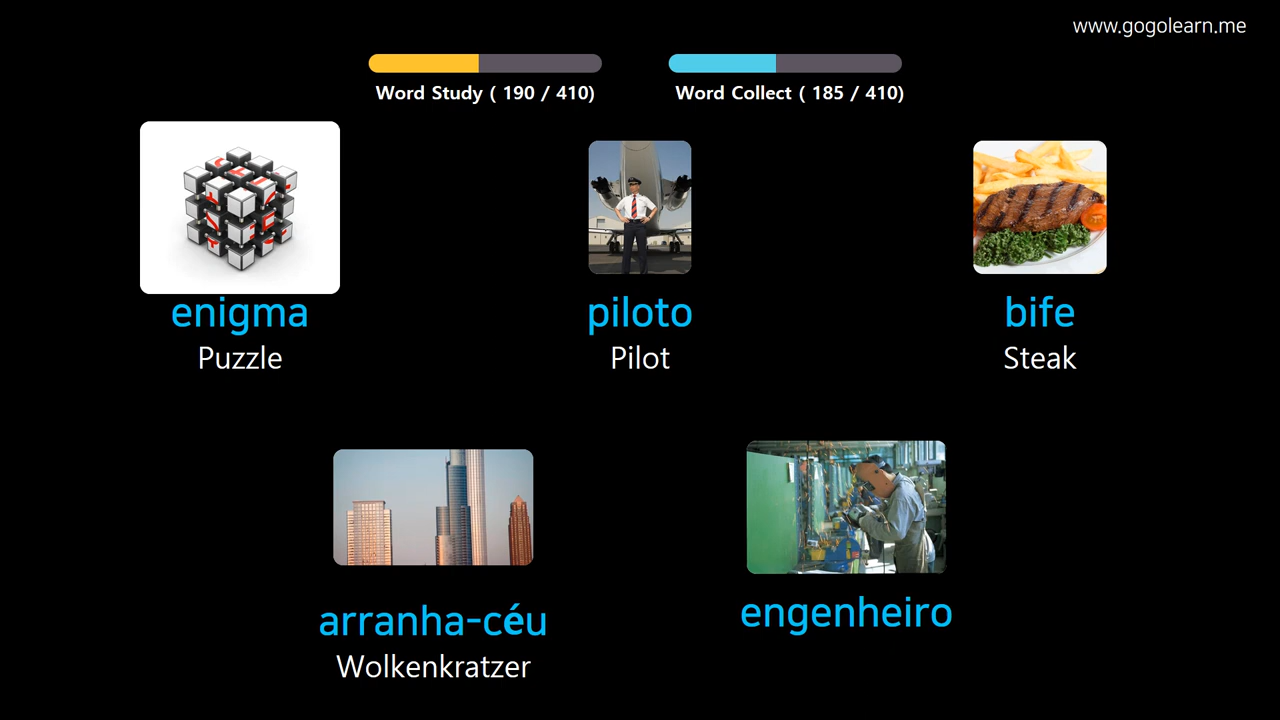 www.gogolearn.me
Word Study ( 190 / 410)
Word Collect ( 185 / 410)
enigma
Puzzle
piloto
Pilot
bife
Steak
arranha-céu
Wolkenkratzer
engenheiro